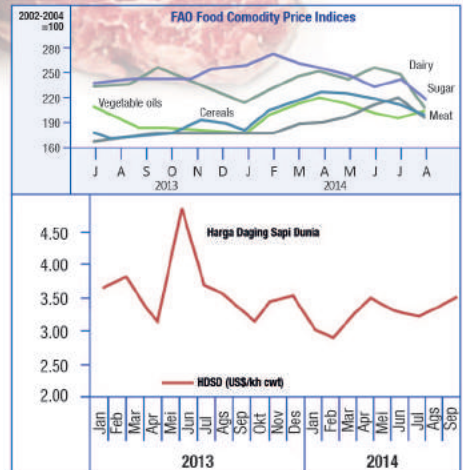 2002-2004
=100
FAO Food Comodity Price Indices
280
250
220
190
160
Dairy
Sugar
Meat
Vegetable oils
Cereals
J A S O N D J F M A M J J A
2013 2014
Harga Daging Sapi Dunia
4.50
4.00
3.50
3.00
2.50
2.00
HDSD (US$/kh cwt)
Jan Feb Mar Apr Mei Jun Jul Ags Sep Okt Nov Des Jan Feb Mar Apr Mei Jun Jul Ags Sep
2013 2014